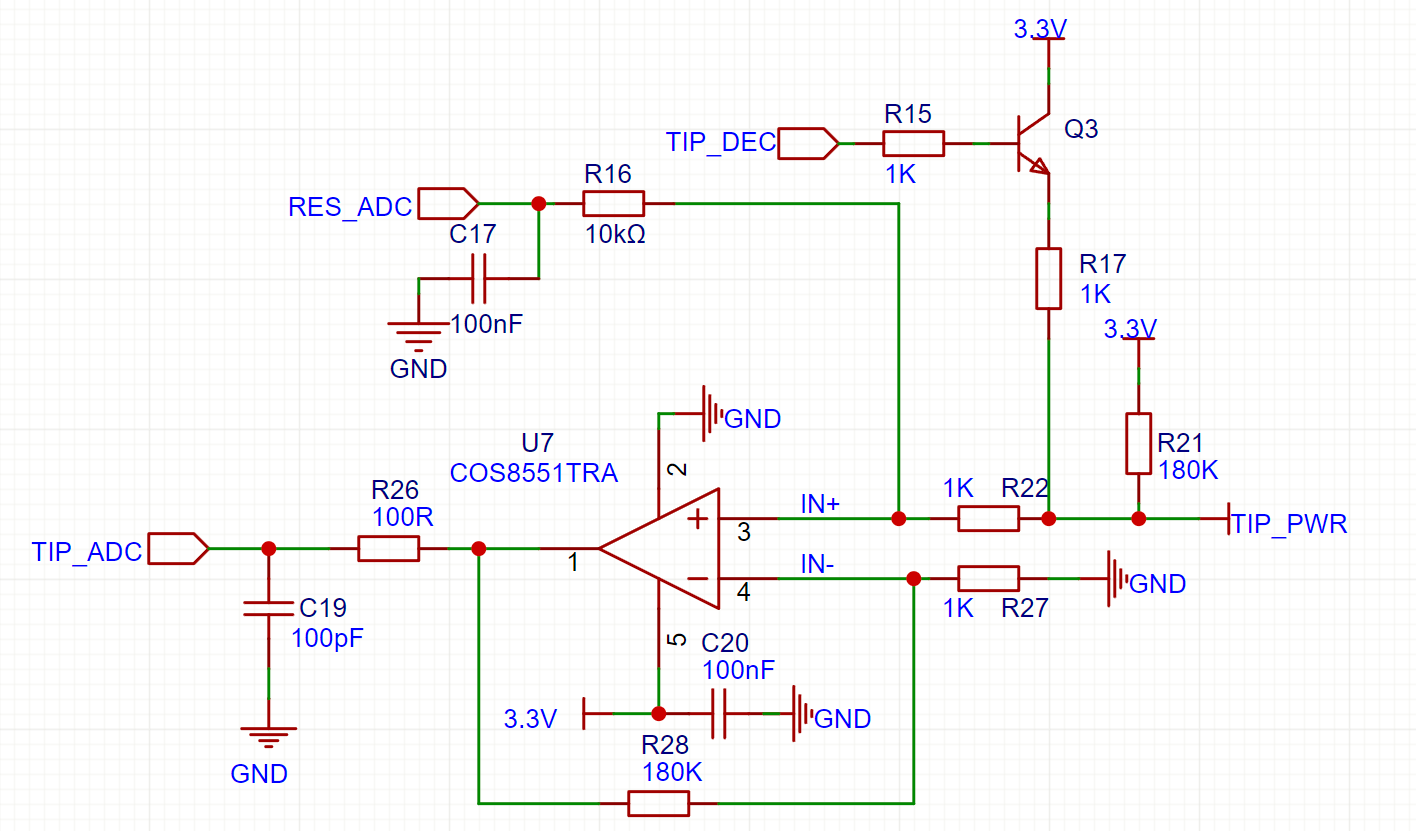 3.3V
R15
Q3
TIP_DEC
1K
R16
RES_ADC
10kΩ
C17
100nF
GND
R17
1K
3.3V
GND
2
U7
COS8551TRA
R21
180K
R26
100R
IN+
1K
R22
3
TIP_PWR
TIP_ADC
1
IN-
4
GND
1K
R27
C19
100pF
5
C20
100nF
3.3V
GND
R28
180K
GND